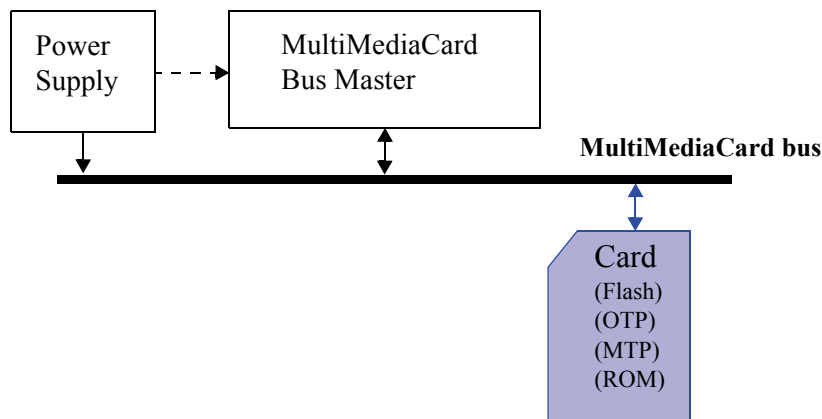 Power
Supply
MultiMediaCard
Bus Master
MultiMediaCard bus
Card
(Flash)
(OTP)
(MTP)
(ROM)